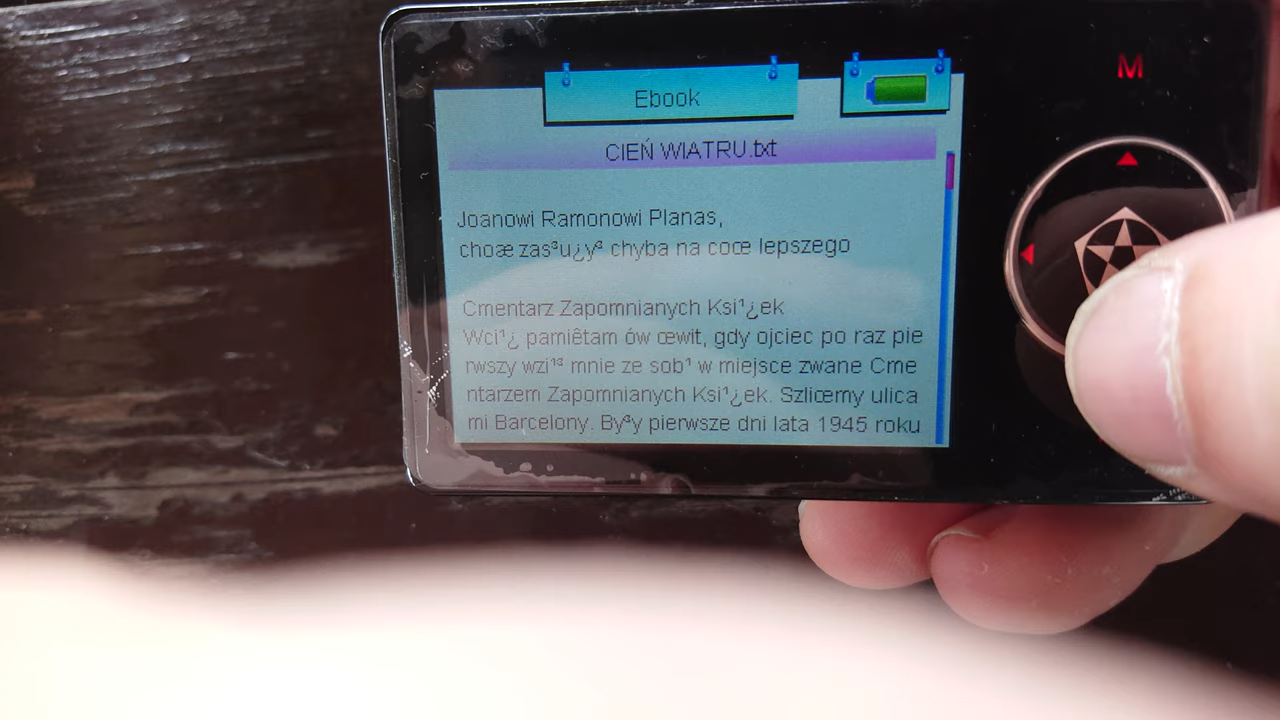 M
Ebook
CIEŃ WIATRU.txt
Joanowi Ramonowi Planas,
choæ zas³u¿y³ chyba na coœ lepszego
Cmentarz Zapomnianych Ksi¹¿ek
Wci¹¿ pamiêtam ów œwit, gdy ojciec po raz pie
rwszy wzi¹³ mnie ze sob¹ w miejsce zwane Cme
ntarzem Zapomnianych Ksi¹¿ek. Szliœmy ulica
mi Barcelony. By³y pierwsze dni lata 1945 roku